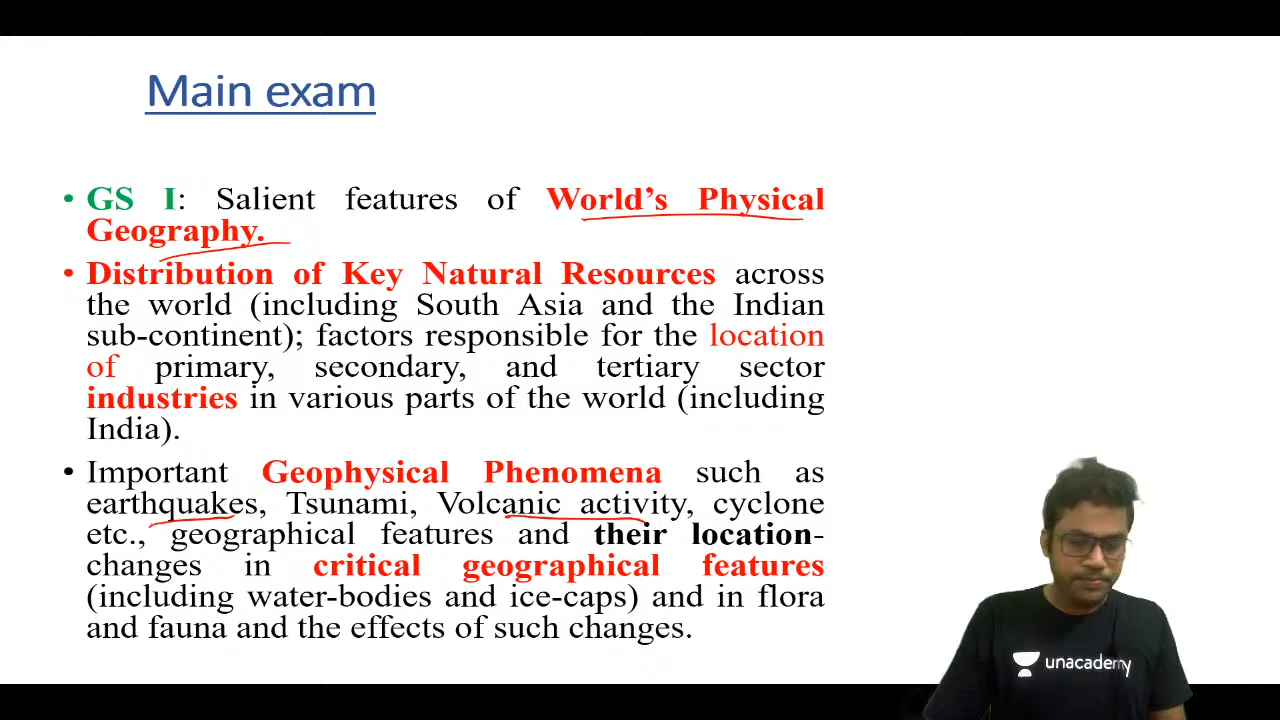 Main exam
• GS I: Salient features of World's Physical
Geography.
• Distribution of Key Natural Resources across
the world (including South Asia and the Indian
sub-continent); factors responsible for the location
of primary, secondary, and tertiary sector
industries in various parts of the world (including
India).
• Important Geophysical Phenomena such as
earthquakes, Tsunami, Volcanic activity, cyclone
etc., geographical features and their location-
changes in critical geographical features
(including water-bodies and ice-caps) and in flora
and fauna and the effects of such changes.
unacademy